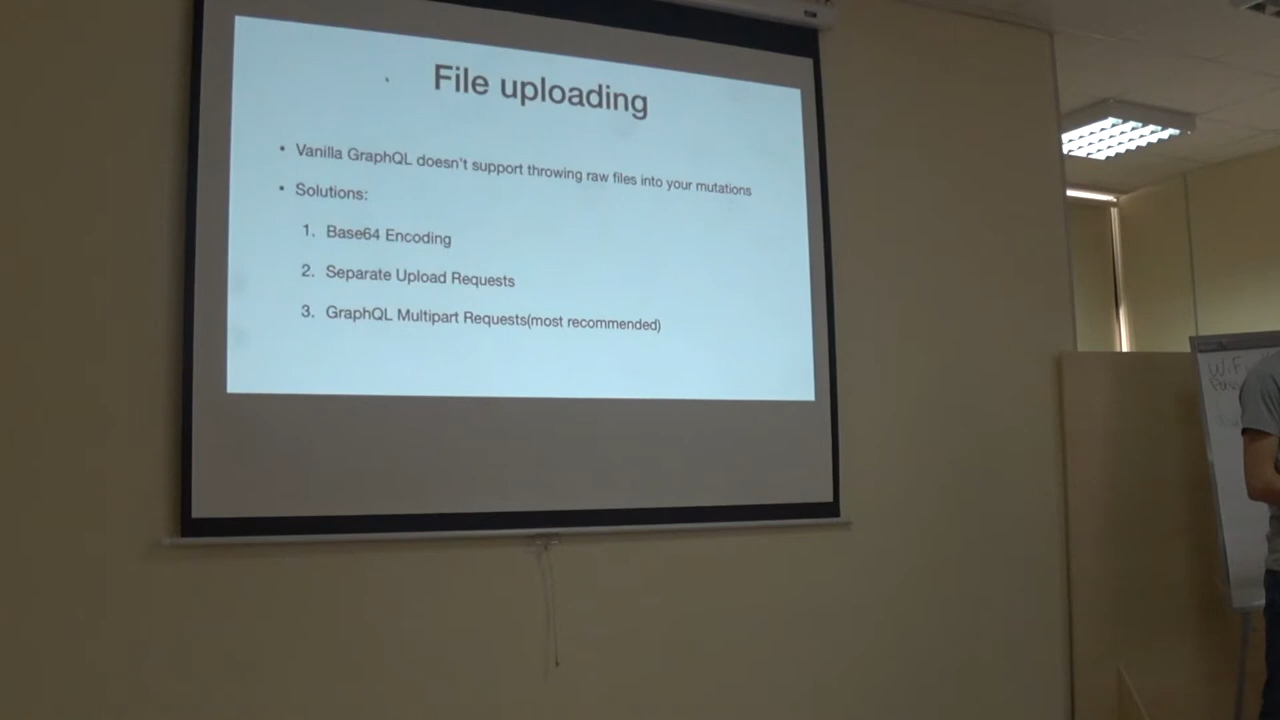 File uploading
• Vanilla GraphQL doesn't support throwing raw files into your mutations
• Solutions:
1. Base64 Encoding
2. Separate Upload Requests
3. GraphQL Multipart Requests(most recommended)
WiFi